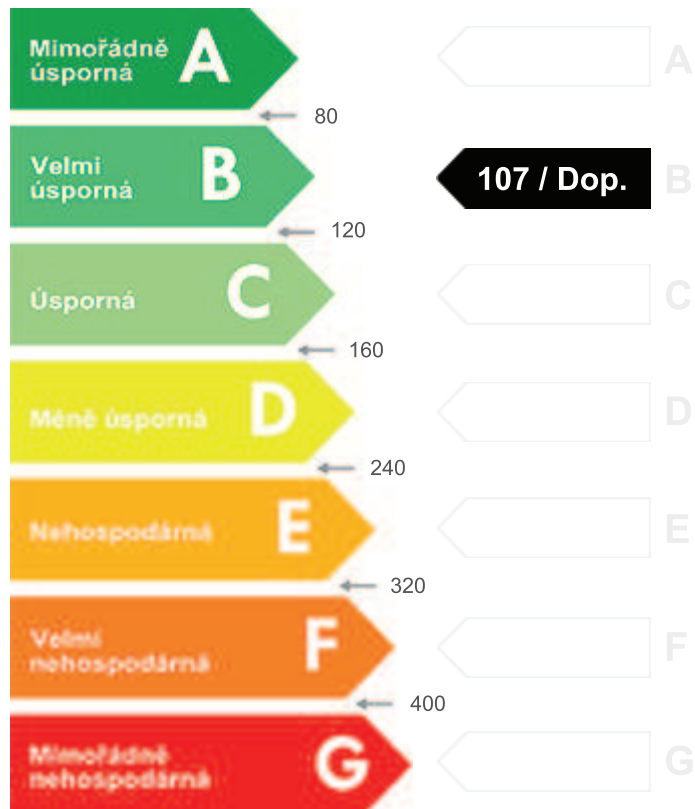 Mimořádně
úsporná
A
A
80
Velmi
úsporná
B
107 / Dop.
B
120
Úsporná
C
C
160
Méně úsporná
D
D
240
Nehospodárná
E
E
320
Velmi
nehospodárná
F
F
400
Mimořádně
nehospodárná
G
G